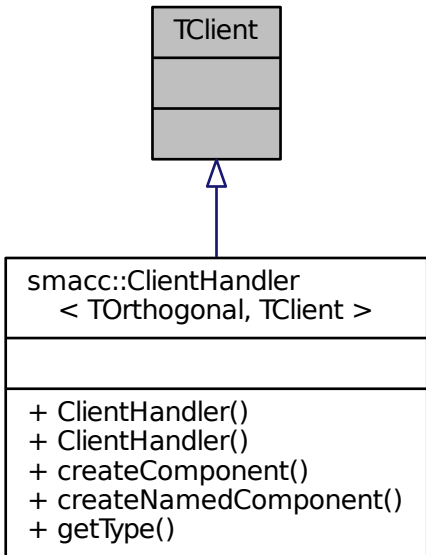 TClient
smacc::ClientHandler
< TOrthogonal, TClient >
+ ClientHandler()
+ ClientHandler()
+ createComponent()
+ createNamedComponent()
+ getType()